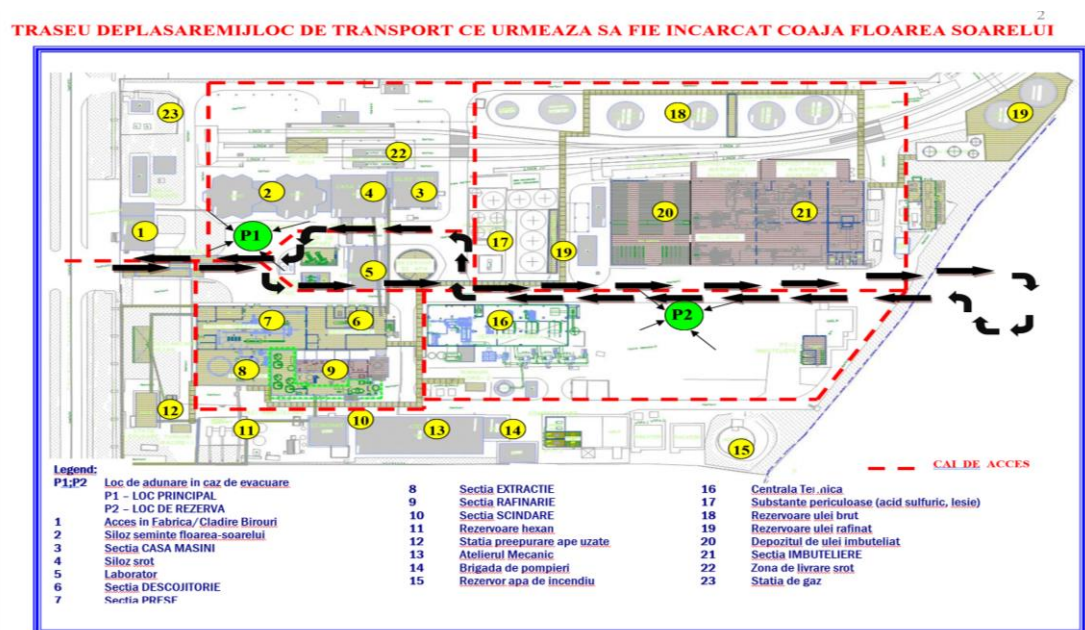 2
TRASEU DEPLASAREMIJLOC DE TRANSPORT CE URMEAZA SA FIE INCARCAT COAJA FLOAREA SOARELUI
23
18
19
22
2
4
3
20
21
1
P1
17
19
5
P2
7
6
16
8
9
12
11
10
13
14
15
CAI DE ACCES
Legend:
P1;P2 Loc de adunare in caz de evacuare
P1 – LOC PRINCIPAL
P2 – LOC DE REZERVA
1 Acces in Fabrica/Cladire Birouri
2 Siloz seminte floarea-soarelui
3 Sectia CASA MASINI
4 Siloz srot
5 Laborator
6 Sectia DESCOJITORIE
7 Sectia PRESE
8 Sectia EXTRACTIE
9 Sectia RAFINARIE
10 Sectia SCINDARE
11 Rezervoare hexan
12 Statia preepurare ape uzate
13 Atelierul Mecanic
14 Brigada de pompieri
15 Rezervor apa de incendiu
16 Centrala
17 Substante periculoase (acid sulfuric, lesie)
18 Rezervoare ulei brut
19 Rezervoare ulei rafinat
20 Depozitul de ulei imbuteliat
21 Sectia IMBUTELIERE
22 Zona de livrare srot
23 Statia de gaz